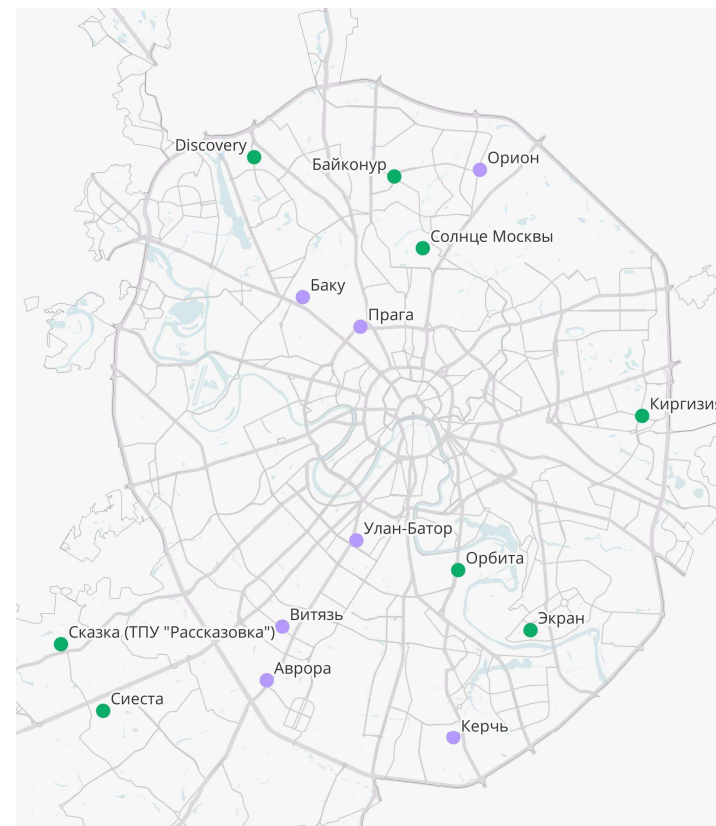 Discovery
Байконур
Орион
Солнце Москвы
Баку
Прага
Киргизия
Улан-Батор
Орбита
Витязь
Экран
Сказка (ТПУ "Рассказовка")
Аврора
Сиеста
Керчь